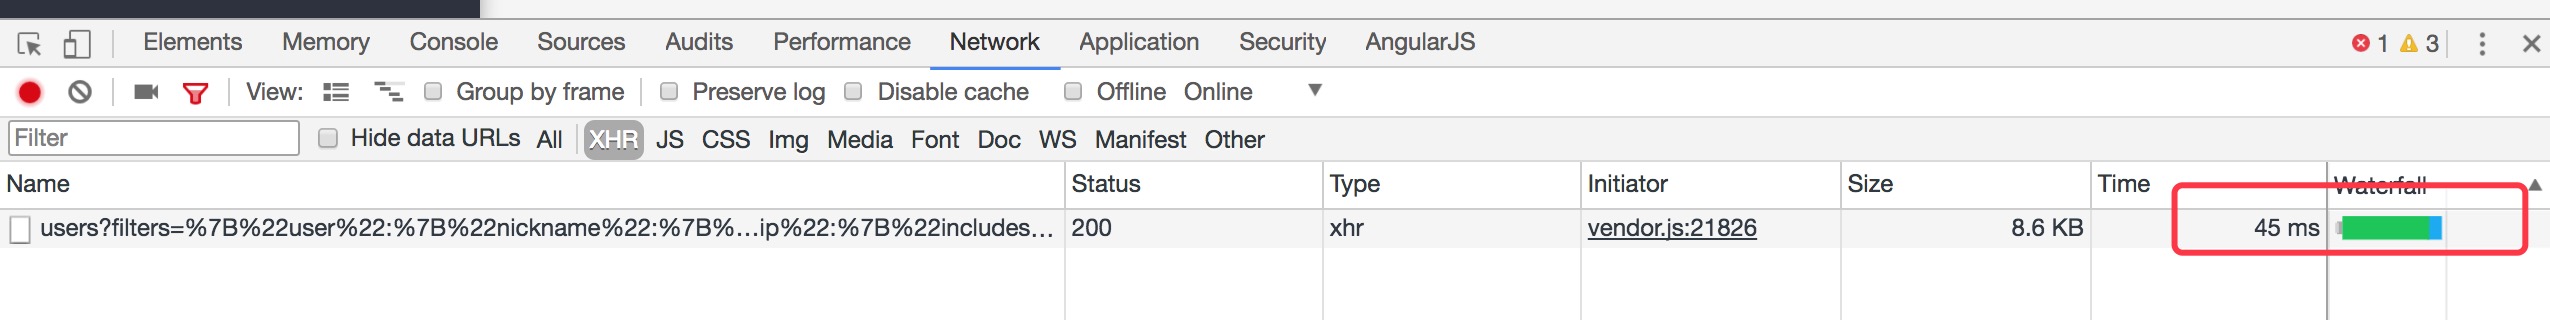 Elements Memory Console Sources Audits Performance Network Application Security AngularJS 1 3
View: Group by frame Preserve log Disable cache Offline Online
Filter Hide data URLs All XHR JS CSS Img Media Font Doc WS Manifest Other
Name Status Type Initiator Size Time Waterfall
users?filters=%7B%22user%22:%7B%22nickname%22:%7B%…ip%22:%7B%22includes… 200 xhr vendor.js:21826 8.6 KB 45 ms